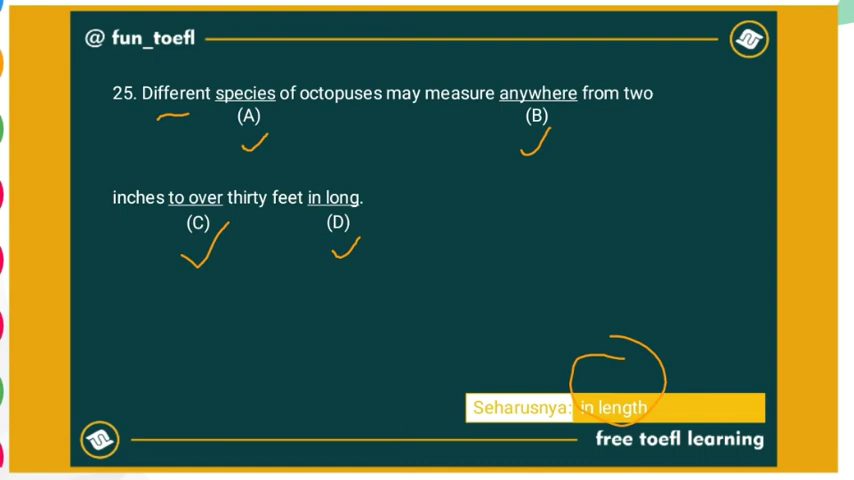 @ fun_toefl
25. Different species of octopuses may measure anywhere from two
(A) (B)
inches to over thirty feet in long.
(C) (D)
Seharusnya: in length
free toefl learning